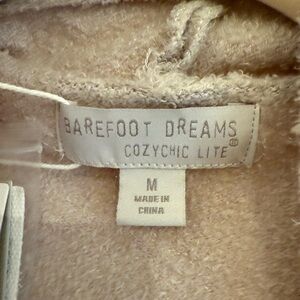 BAREFOOT DREAMS
COZYCHIC LITE®
M
MADE IN
CHINA